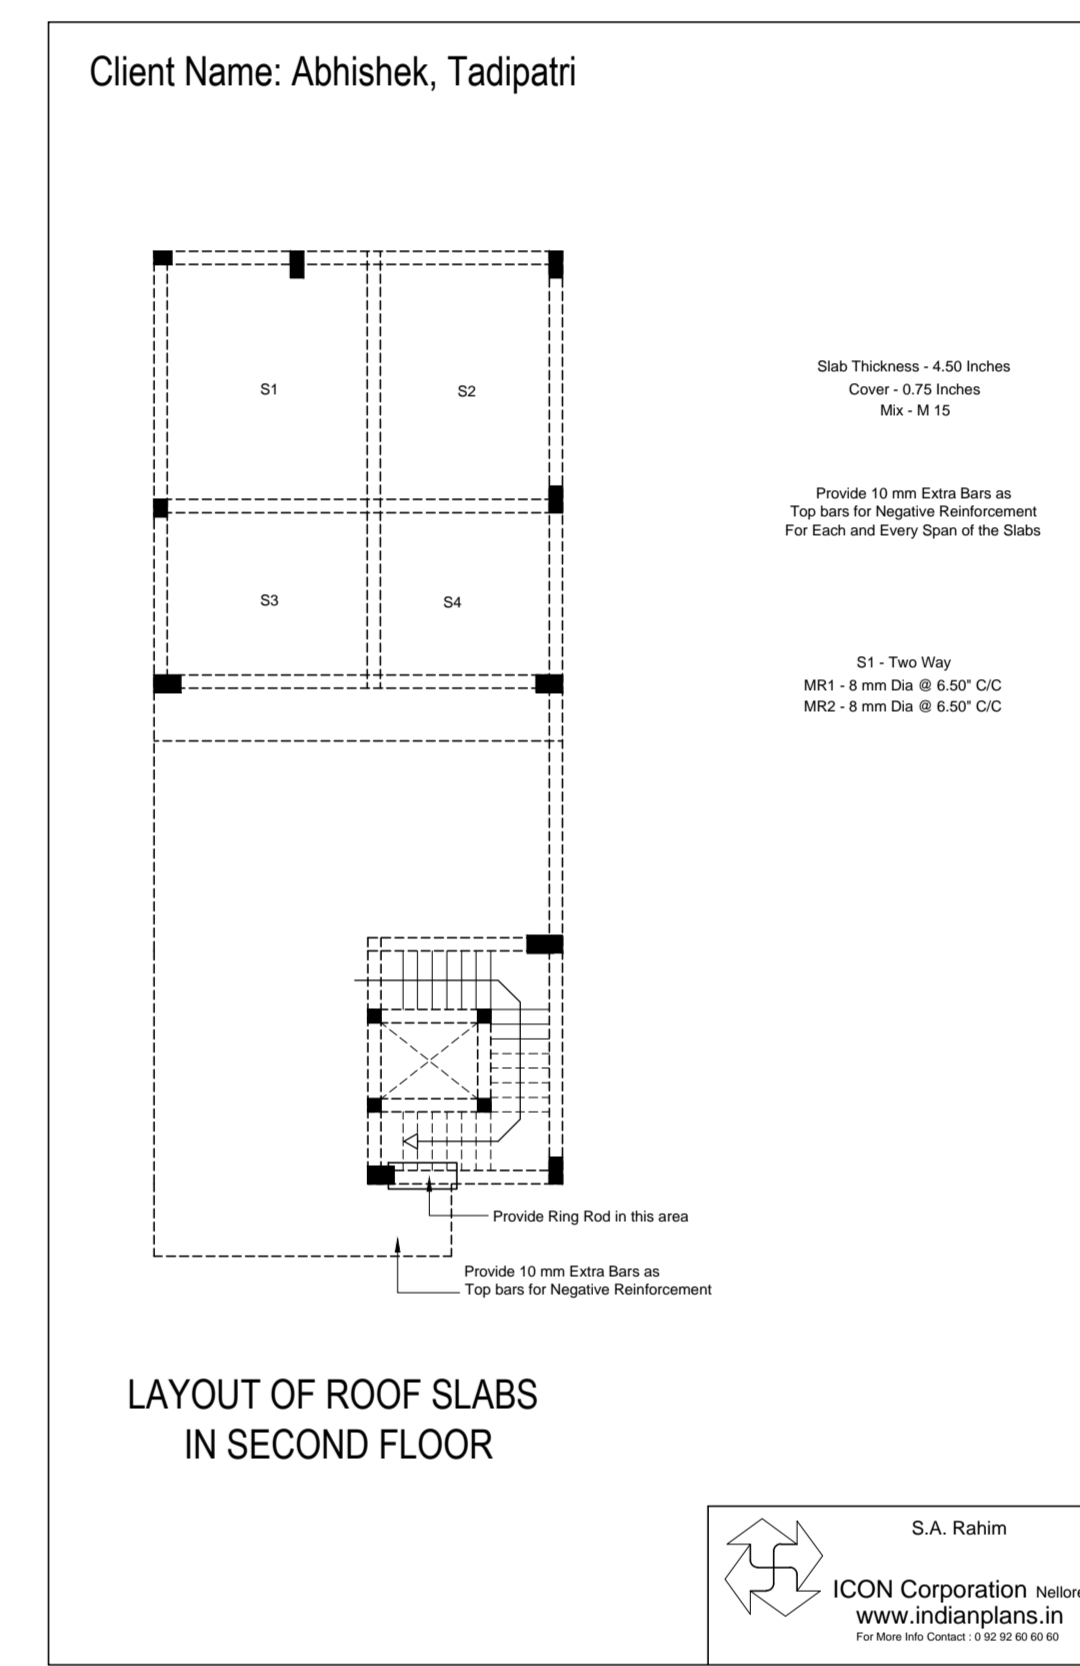 Client Name: Abhishek, Tadipatri
S1
S2
S3
S4
Slab Thickness - 4.50 Inches
Cover - 0.75 Inches
Mix - M 15
Provide 10 mm Extra Bars as
Top bars for Negative Reinforcement
For Each and Every Span of the Slabs
S1 - Two Way
MR1 - 8 mm Dia @ 6.50" C/C
MR2 - 8 mm Dia @ 6.50" C/C
Provide Ring Rod in this area
Provide 10 mm Extra Bars as
Top bars for Negative Reinforcement
LAYOUT OF ROOF SLABS
IN SECOND FLOOR
S.A. Rahim
ICON Corporation Nellore
www.indianplans.in
For More Info Contact : 0 92 92 60 60 60